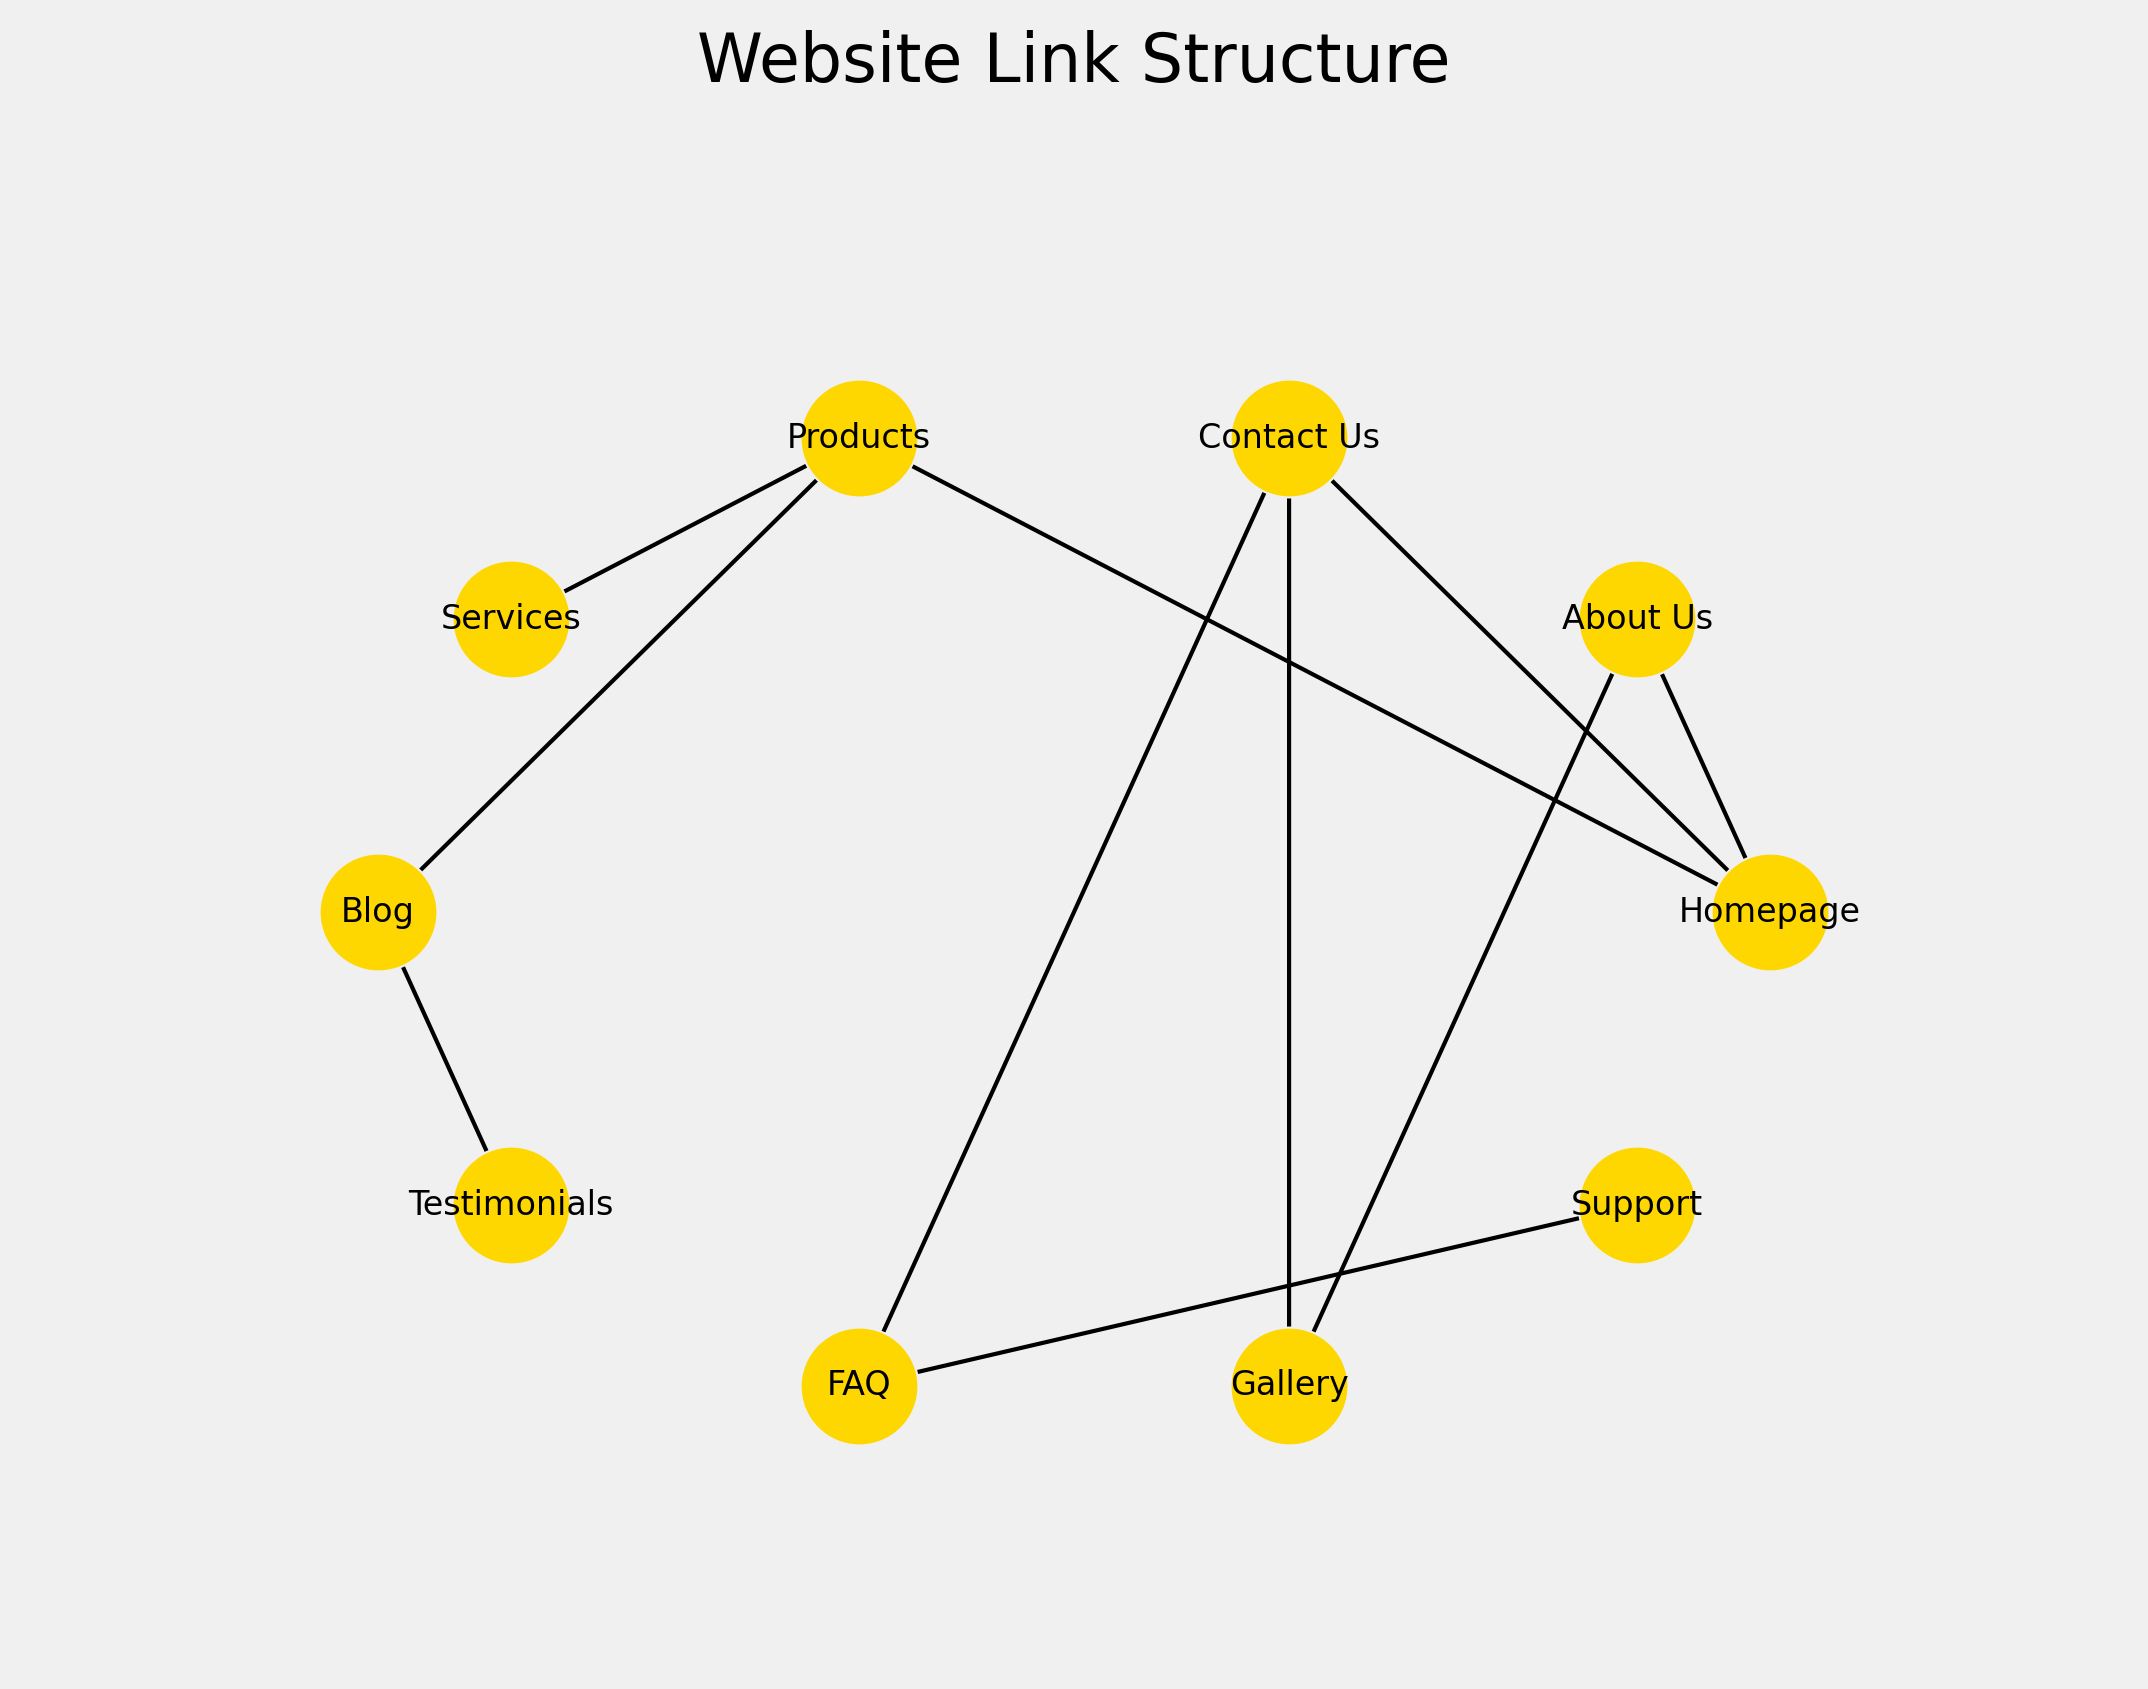 Website Link Structure
Products
Contact Us
Services
About Us
Blog
Homepage
Testimonials
Support
FAQ
Gallery